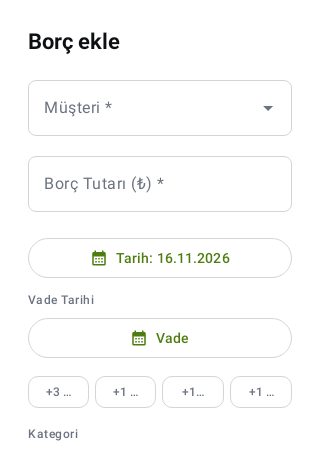 Borç ekle
Müşteri *
Borç Tutarı (₺) *
Tarih: 16.11.2026
Vade Tarihi
Vade
+3 ... +1 ... +1... +1 ...
Kategori